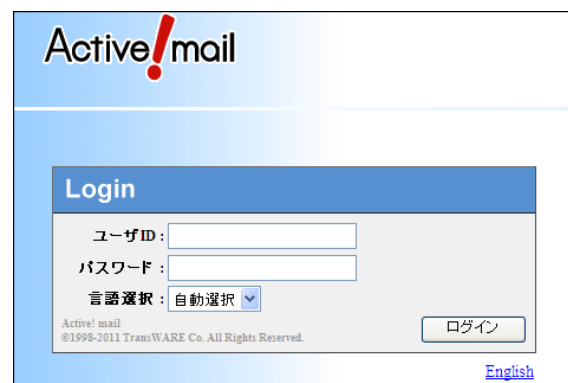 Active! mail
Login
ユーザID :
パスワード :
言語選択 : 自動選択
Active! mail
©1998-2011 TransWARE Co. All Rights Reserved.
ログイン
English